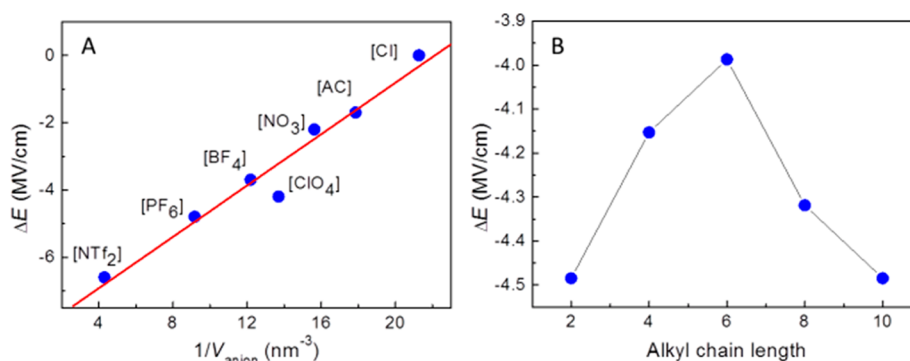 A
ΔE (MV/cm)
0
-2
-4
-6
[Cl]
[AC]
[NO3]
[BF4]
[ClO4]
[PF6]
[NTf2]
4 8 12 16 20
1/Vanion (nm-3)
B
ΔE (MV/cm)
-3.9
-4.0
-4.1
-4.2
-4.3
-4.4
-4.5
2 4 6 8 10
Alkyl chain length